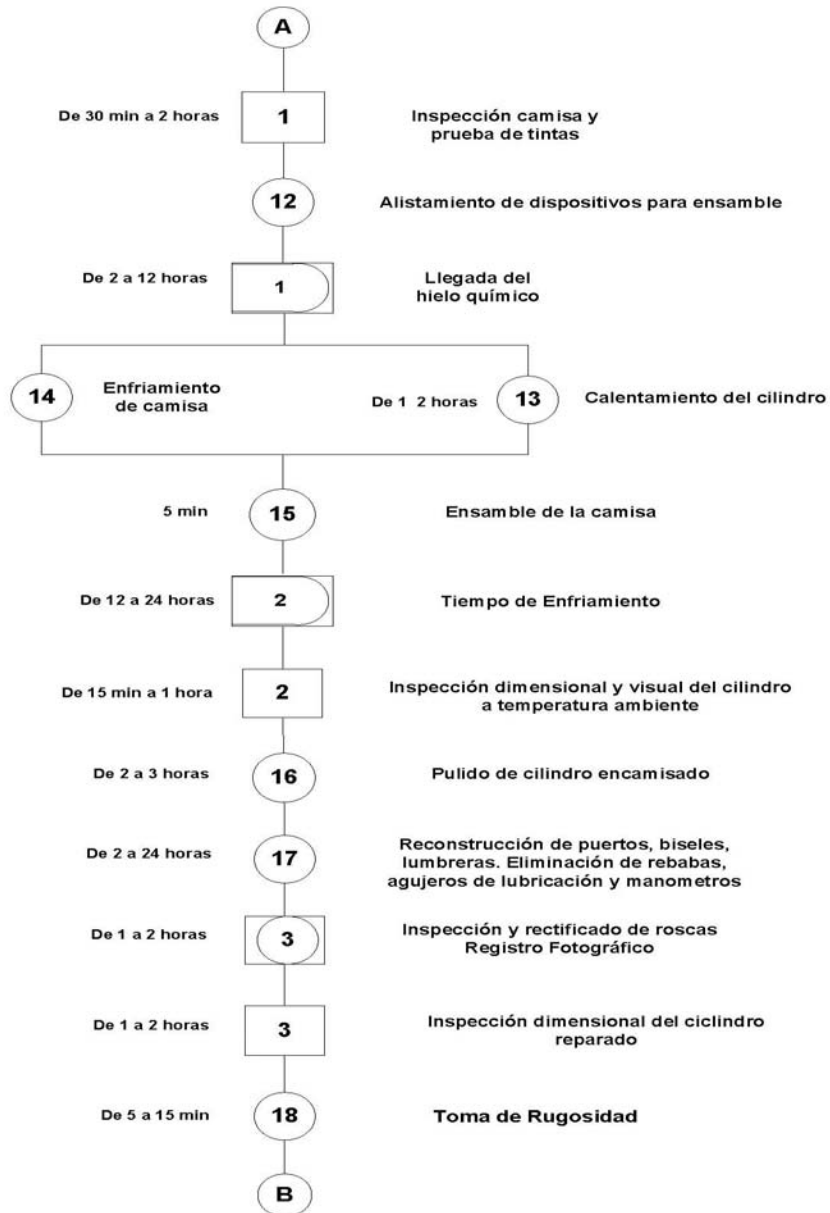 A
De 30 min a 2 horas
1
Inspección camisa y
prueba de tintas
12
Alistamiento de dispositivos para ensamble
De 2 a 12 horas
1
Llegada del
hielo químico
14
Enfriamiento
de camisa
De 1 2 horas
13
Calentamiento del cilindro
5 min
15
Ensamble de la camisa
De 12 a 24 horas
2
Tiempo de Enfriamiento
De 15 min a 1 hora
2
Inspección dimensional y visual del cilindro
a temperatura ambiente
De 2 a 3 horas
16
Pulido de cilindro encamisado
De 2 a 24 horas
17
Reconstrucción de puertos, biseles,
lumbreras. Eliminación de rebabas,
agujeros de lubricación y manometros
De 1 a 2 horas
3
Inspección y rectificado de roscas
Registro Fotográfico
De 1 a 2 horas
3
Inspección dimensional del ciclindro
reparado
De 5 a 15 min
18
Toma de Rugosidad
B